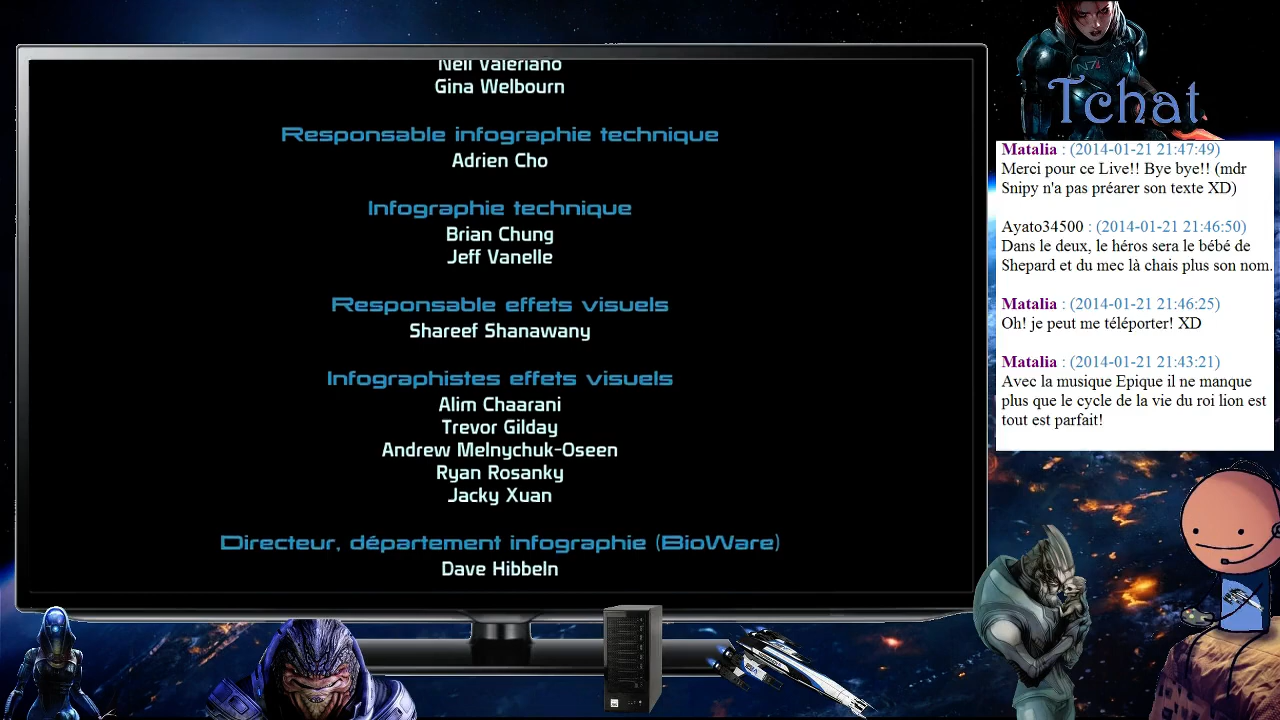 Neil Valeriano
Gina Welbourn
Responsable infographie technique
Adrien Cho
Infographie technique
Brian Chung
Jeff Vanelle
Responsable effets visuels
Shareef Shanawany
Infographistes effets visuels
Alim Chaarani
Trevor Gilday
Andrew Melnychuk-Oseen
Ryan Rosanky
Jacky Xuan
Directeur, département infographie (BioWare)
Dave Hibbeln
N7
Tchat
Matalia : (2014-01-21 21:47:49)
Merci pour ce Live!! Bye bye!! (mdr
Snipy n'a pas préarer son texte XD)
Ayato34500 : (2014-01-21 21:46:50)
Dans le deux, le héros sera le bébé de
Shepard et du mec là chais plus son nom.
Matalia : (2014-01-21 21:46:25)
Oh! je peut me téléporter! XD
Matalia : (2014-01-21 21:43:21)
Avec la musique Epique il ne manque
plus que le cycle de la vie du roi lion est
tout est parfait!